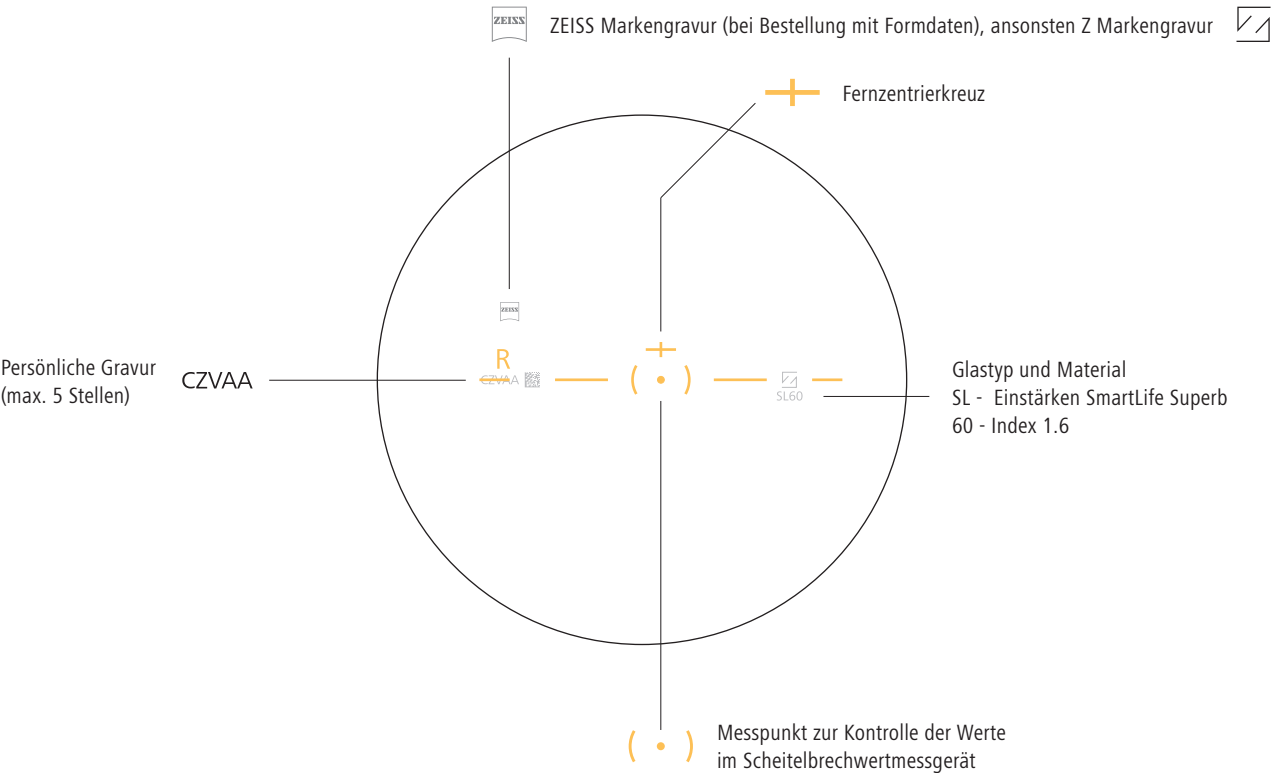 ZEISS ZEISS Markengravur (bei Bestellung mit Formdaten), ansonsten Z Markengravur
Fernzentrierkreuz
ZEISS
R
CZVAA
SL60
Persönliche Gravur
(max. 5 Stellen)
CZVAA
Glastyp und Material
SL - Einstärken SmartLife Superb
60 - Index 1.6
Messpunkt zur Kontrolle der Werte
im Scheitelbrechwertmessgerät